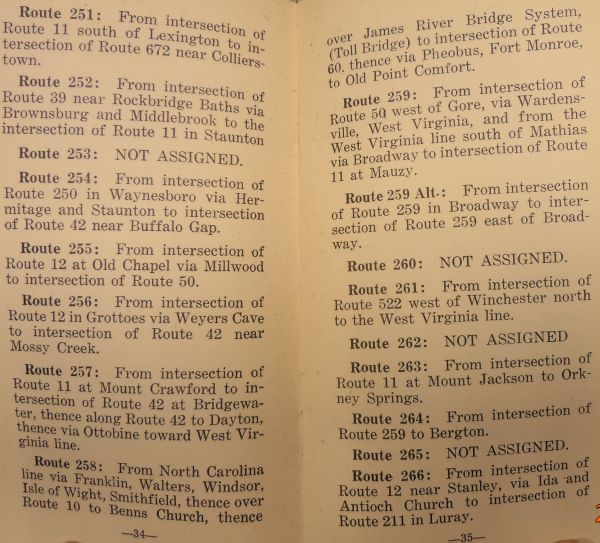 Route 251: From intersection of
Route 11 south of Lexington to in-
tersection of Route 672 near Colliers-
town.
Route 252: From intersection of
Route 39 near Rockbridge Baths via
Brownsburg and Middlebrook to the
intersection of Route 11 in Staunton
Route 253: NOT ASSIGNED.
Route 254: From intersection of
Route 250 in Waynesboro via Her-
mitage and Staunton to intersection
of Route 42 near Buffalo Gap.
Route 255: From intersection of
Route 12 at Old Chapel via Millwood
to intersection of Route 50.
Route 256: From intersection of
Route 12 in Grottoes via Weyers Cave
to intersection of Route 42 near
Mossy Creek.
Route 257: From intersection of
Route 11 at Mount Crawford to in-
tersection of Route 42 at Bridgewa-
ter, thence along Route 42 to Dayton,
thence via Ottobine toward West Vir-
ginia line.
Route 258: From North Carolina
line via Franklin, Walters, Windsor,
Isle of Wight, Smithfield, thence over
Route 10 to Benns Church, thence
—34—
over James River Bridge System,
(Toll Bridge) to intersection of Route
60. thence via Pheobus, Fort Monroe,
to Old Point Comfort.
Route 259: From intersection of
Route 50 west of Gore, via Wardens-
ville, West Virginia, and from the
West Virginia line south of Mathias
via Broadway to intersection of Route
11 at Mauzy.
Route 259 Alt.: From intersection
of Route 259 in Broadway to inter-
section of Route 259 east of Broad-
way.
Route 260: NOT ASSIGNED.
Route 261: From intersection of
Route 522 west of Winchester north
to the West Virginia line.
Route 262: NOT ASSIGNED
Route 263: From intersection of
Route 11 at Mount Jackson to Ork-
ney Springs.
Route 264: From intersection of
Route 259 to Bergton.
Route 265: NOT ASSIGNED.
Route 266: From intersection of
Route 12 near Stanley, via Ida and
Antioch Church to intersection of
Route 211 in Luray.
—35—